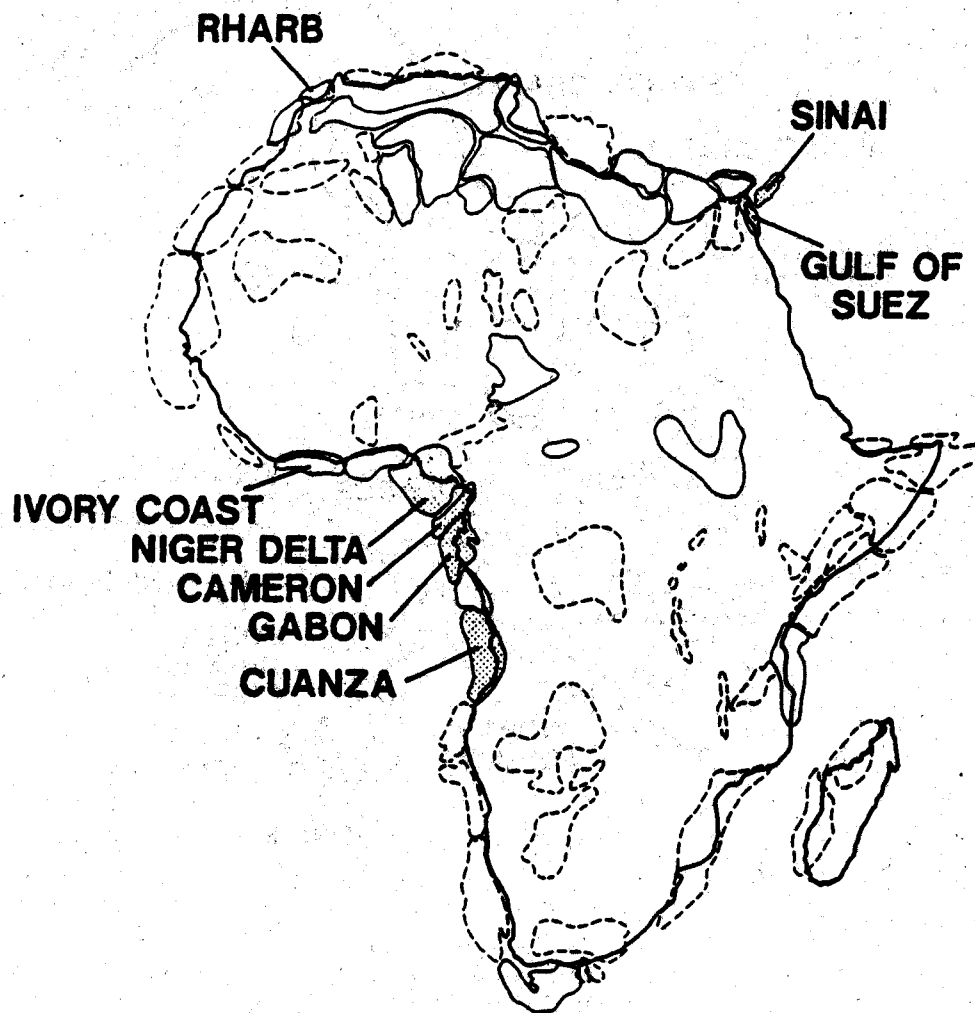 RHARB
SINAI
GULF OF
SUEZ
IVORY COAST
NIGER DELTA
CAMERON
GABON
CUANZA